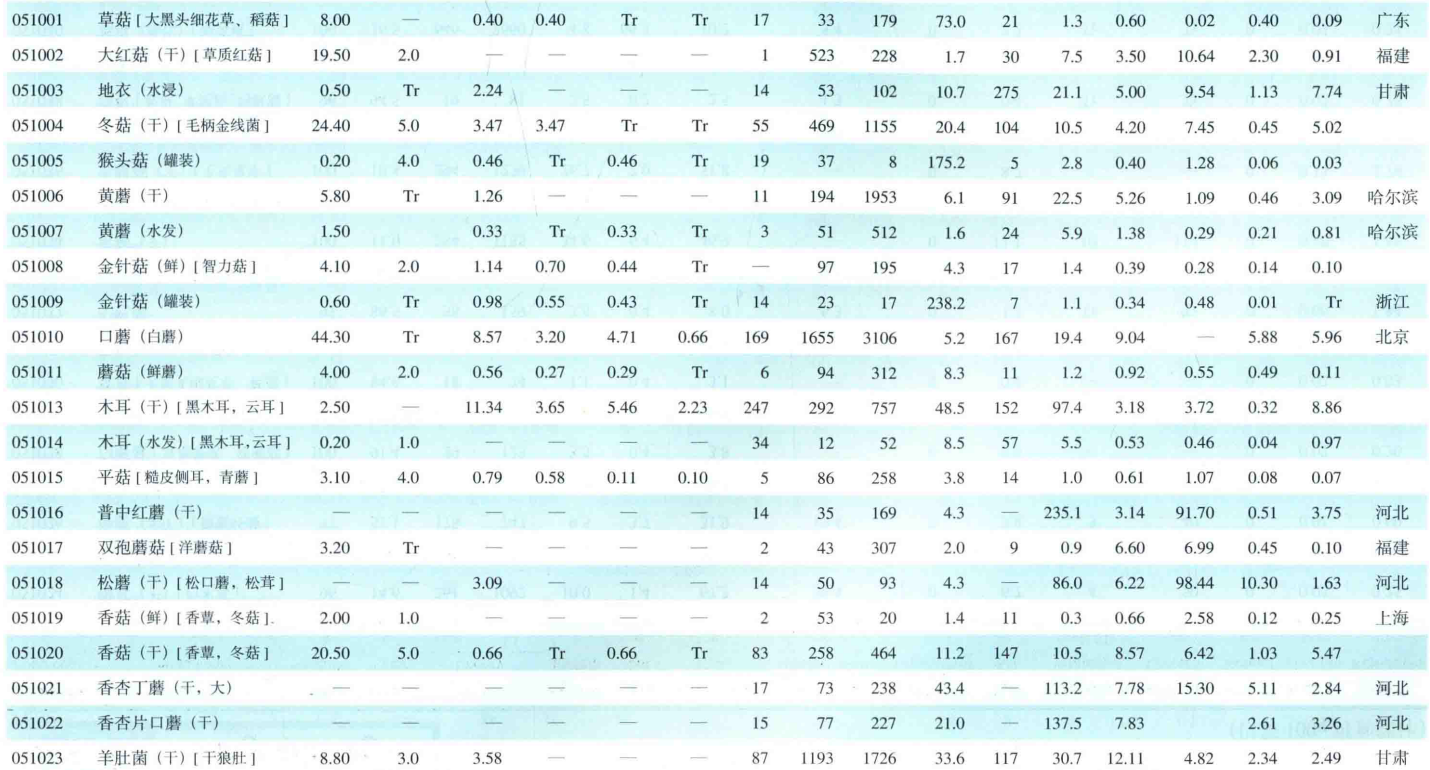 051001 草菇 [ 大黑头细花草、稻菇 ] 8.00 — 0.40 0.40 Tr Tr 17 33 179 73.0 21 1.3 0.60 0.02 0.40 0.09 广东
051002 大红菇（干）[ 草质红菇 ] 19.50 2.0 — — — — 1 523 228 1.7 30 7.5 3.50 10.64 2.30 0.91 福建
051003 地衣（水浸） 0.50 Tr 2.24 — — — 14 53 102 10.7 275 21.1 5.00 9.54 1.13 7.74 甘肃
051004 冬菇（干）[ 毛柄金线菌 ] 24.40 5.0 3.47 3.47 Tr Tr 55 469 1155 20.4 104 10.5 4.20 7.45 0.45 5.02
051005 猴头菇（罐装） 0.20 4.0 0.46 Tr 0.46 Tr 19 37 8 175.2 5 2.8 0.40 1.28 0.06 0.03
051006 黄蘑（干） 5.80 Tr 1.26 — — — 11 194 1953 6.1 91 22.5 5.26 1.09 0.46 3.09 哈尔滨
051007 黄蘑（水发） 1.50 0.33 Tr 0.33 Tr 3 51 512 1.6 24 5.9 1.38 0.29 0.21 0.81 哈尔滨
051008 金针菇（鲜）[ 智力菇 ] 4.10 2.0 1.14 0.70 0.44 Tr — 97 195 4.3 17 1.4 0.39 0.28 0.14 0.10
051009 金针菇（罐装） 0.60 Tr 0.98 0.55 0.43 Tr 14 23 17 238.2 7 1.1 0.34 0.48 0.01 Tr 浙江
051010 口蘑（白蘑） 44.30 Tr 8.57 3.20 4.71 0.66 169 1655 3106 5.2 167 19.4 9.04 — 5.88 5.96 北京
051011 蘑菇（鲜蘑） 4.00 2.0 0.56 0.27 0.29 Tr 6 94 312 8.3 11 1.2 0.92 0.55 0.49 0.11
051013 木耳（干）[ 黑木耳，云耳 ] 2.50 — 11.34 3.65 5.46 2.23 247 292 757 48.5 152 97.4 3.18 3.72 0.32 8.86
051014 木耳（水发）[ 黑木耳,云耳 ] 0.20 1.0 — — — — 34 12 52 8.5 57 5.5 0.53 0.46 0.04 0.97
051015 平菇 [ 糙皮侧耳，青蘑 ] 3.10 4.0 0.79 0.58 0.11 0.10 5 86 258 3.8 14 1.0 0.61 1.07 0.08 0.07
051016 普中红蘑（干） — — — — — — 14 35 169 4.3 — 235.1 3.14 91.70 0.51 3.75 河北
051017 双孢蘑菇 [ 洋蘑菇 ] 3.20 Tr — — — — 2 43 307 2.0 9 0.9 6.60 6.99 0.45 0.10 福建
051018 松蘑（干）[ 松口蘑，松茸 ] — — 3.09 — — — 14 50 93 4.3 — 86.0 6.22 98.44 10.30 1.63 河北
051019 香菇（鲜）[ 香蕈，冬菇 ] 2.00 1.0 — — — — 2 53 20 1.4 11 0.3 0.66 2.58 0.12 0.25 上海
051020 香菇（干）[ 香蕈，冬菇 ] 20.50 5.0 0.66 Tr 0.66 Tr 83 258 464 11.2 147 10.5 8.57 6.42 1.03 5.47
051021 香杏丁蘑（干，大） — — — — — — 17 73 238 43.4 — 113.2 7.78 15.30 5.11 2.84 河北
051022 香杏片口蘑（干） — — — — — — 15 77 227 21.0 — 137.5 7.83 2.61 3.26 河北
051023 羊肚菌（干）[ 干狼肚 ] 8.80 3.0 3.58 — — — 87 1193 1726 33.6 117 30.7 12.11 4.82 2.34 2.49 甘肃